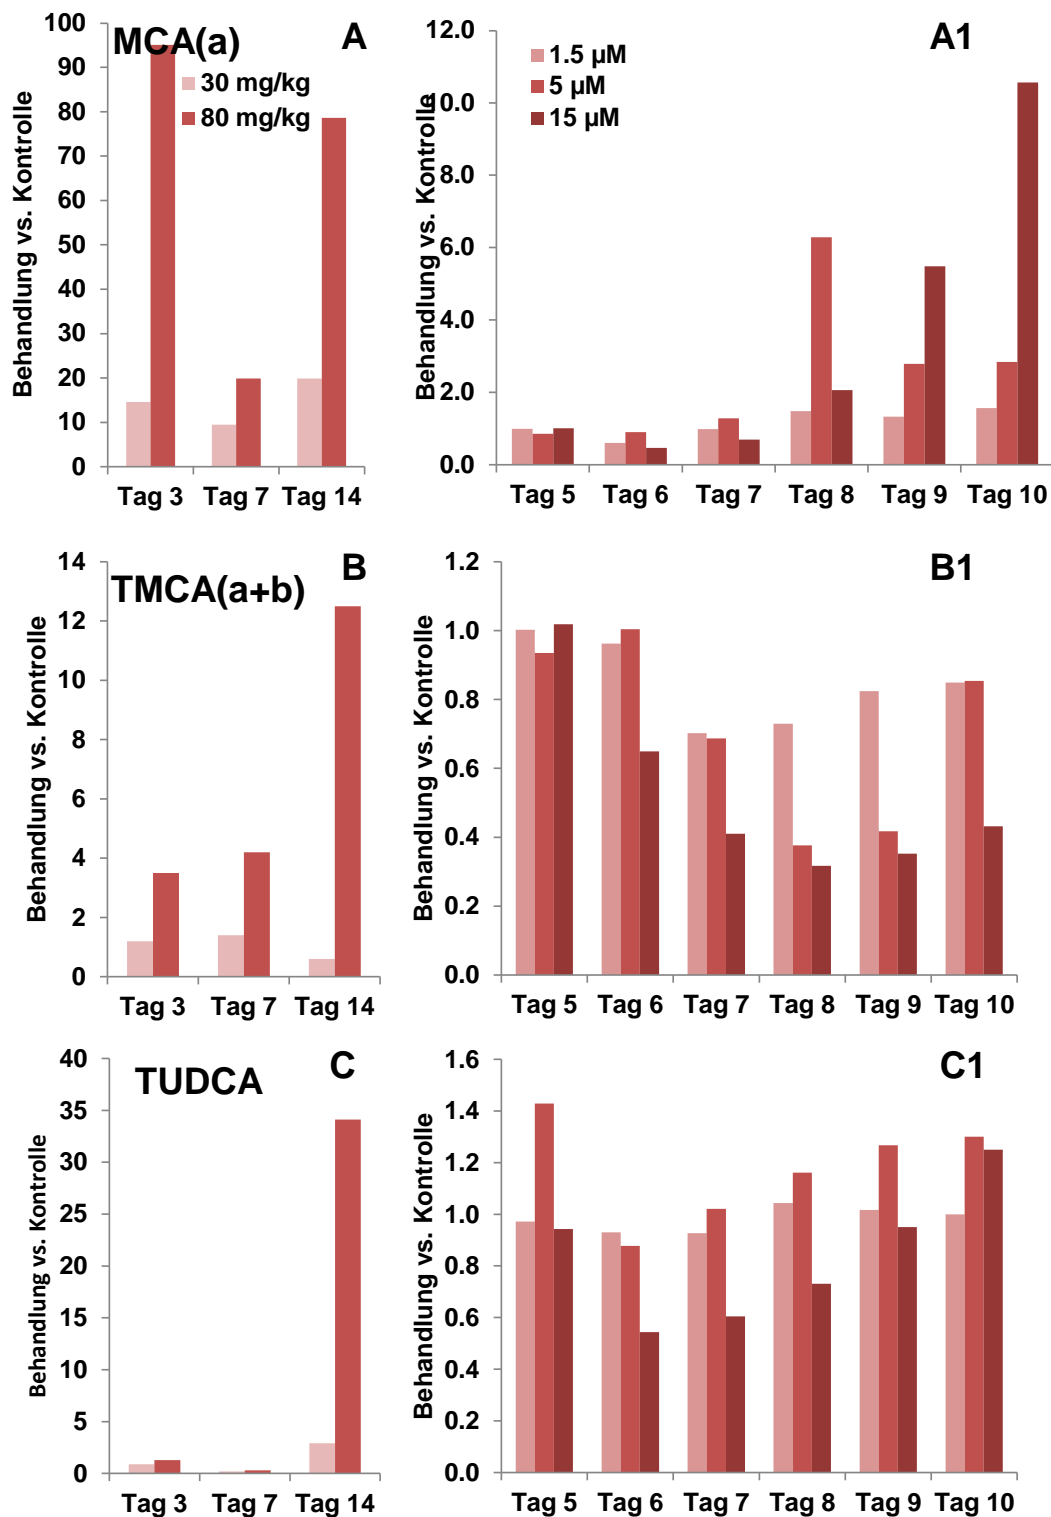 MCA(a)
A
30 mg/kg
80 mg/kg
Behandlung vs. Kontrolle
100
90
80
70
60
50
40
30
20
10
0
Tag 3 Tag 7 Tag 14
A1
1.5 µM
5 µM
15 µM
Behandlung vs. Kontrolle
12.0
10.0
8.0
6.0
4.0
2.0
0.0
Tag 5 Tag 6 Tag 7 Tag 8 Tag 9 Tag 10
TMCA(a+b)
B
Behandlung vs. Kontrolle
14
12
10
8
6
4
2
0
Tag 3 Tag 7 Tag 14
B1
Behandlung vs. Kontrolle
1.2
1.0
0.8
0.6
0.4
0.2
0.0
Tag 5 Tag 6 Tag 7 Tag 8 Tag 9 Tag 10
TUDCA
C
Behandlung vs. Kontrolle
40
35
30
25
20
15
10
5
0
Tag 3 Tag 7 Tag 14
C1
Behandlung vs. Kontrolle
1.6
1.4
1.2
1.0
0.8
0.6
0.4
0.2
0.0
Tag 5 Tag 6 Tag 7 Tag 8 Tag 9 Tag 10